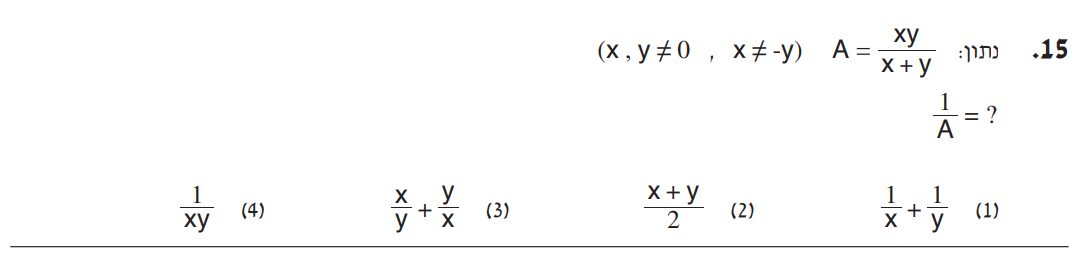 15. נתון: A = xy / (x + y)   (x , y ≠ 0 , x ≠ -y)
1/A = ?
(1) 1/x + 1/y   (2) (x + y)/2   (3) x/y + y/x   (4) 1/xy